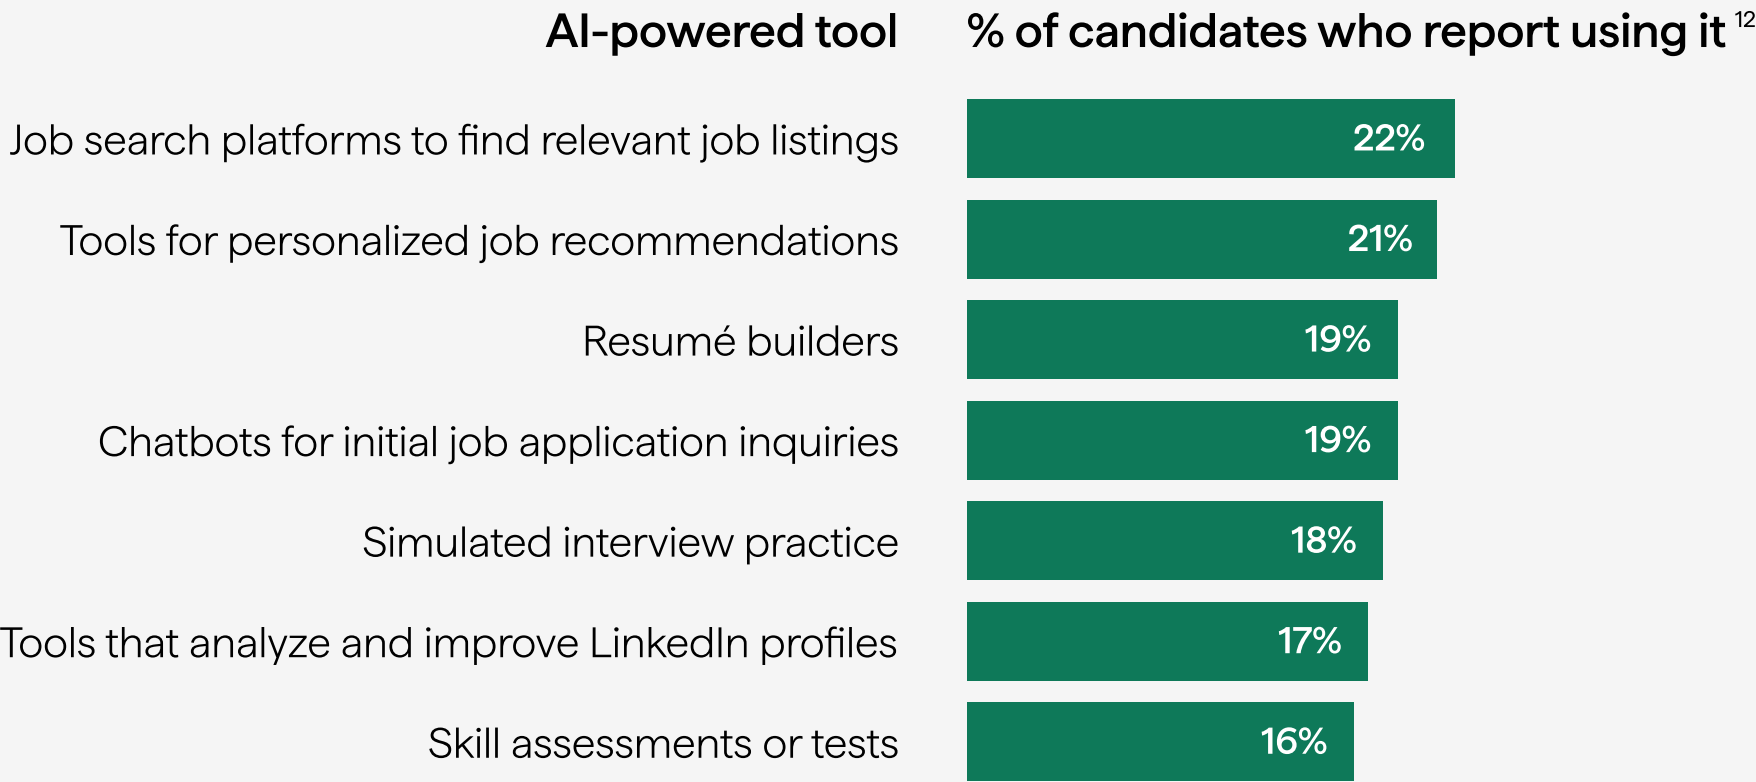 AI-powered tool % of candidates who report using it 12
Job search platforms to find relevant job listings 22%
Tools for personalized job recommendations 21%
Resumé builders 19%
Chatbots for initial job application inquiries 19%
Simulated interview practice 18%
Tools that analyze and improve LinkedIn profiles 17%
Skill assessments or tests 16%